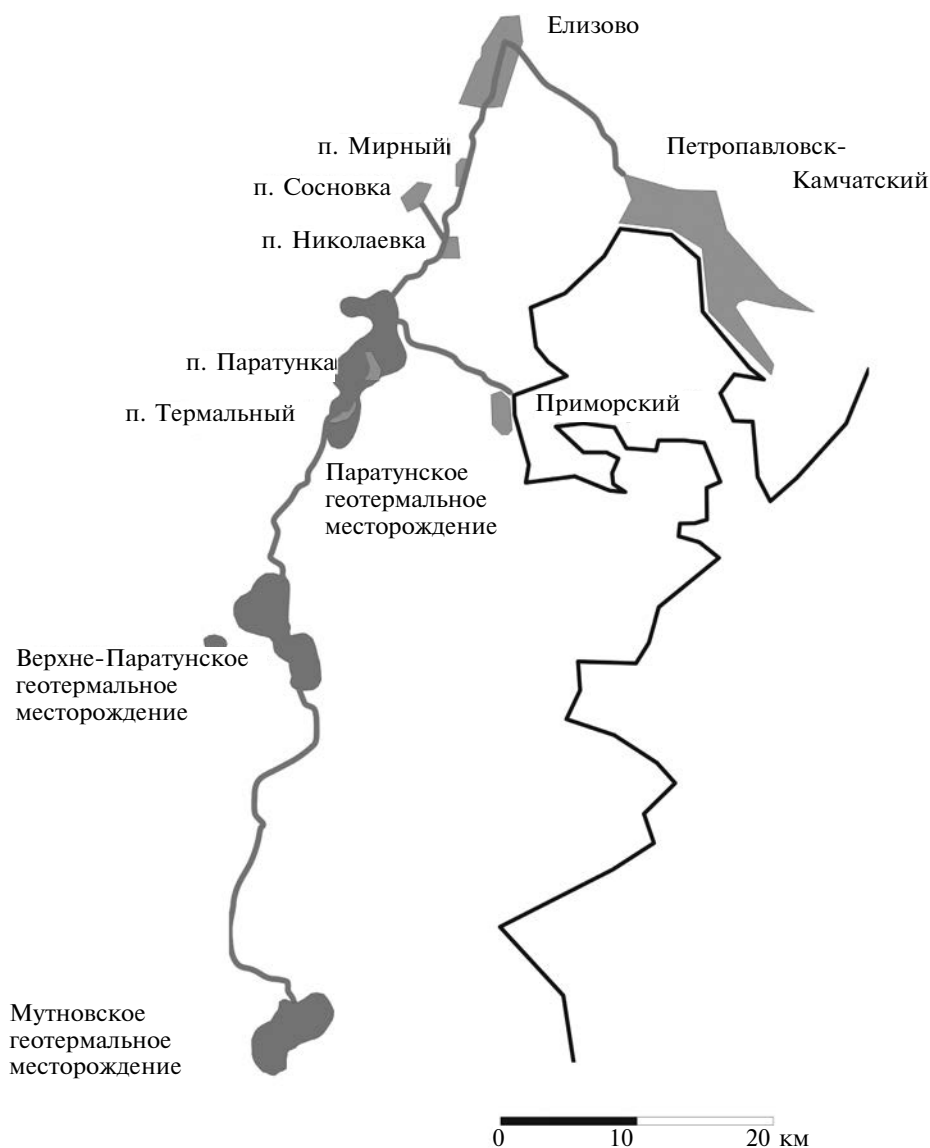 Елизово
п. Мирный
Петропавловск-
Камчатский
п. Сосновка
п. Николаевка
п. Паратунка
п. Термальный
Приморский
Паратунское
геотермальное
месторождение
Верхне-Паратунское
геотермальное
месторождение
Мутновское
геотермальное
месторождение
0 10 20 км